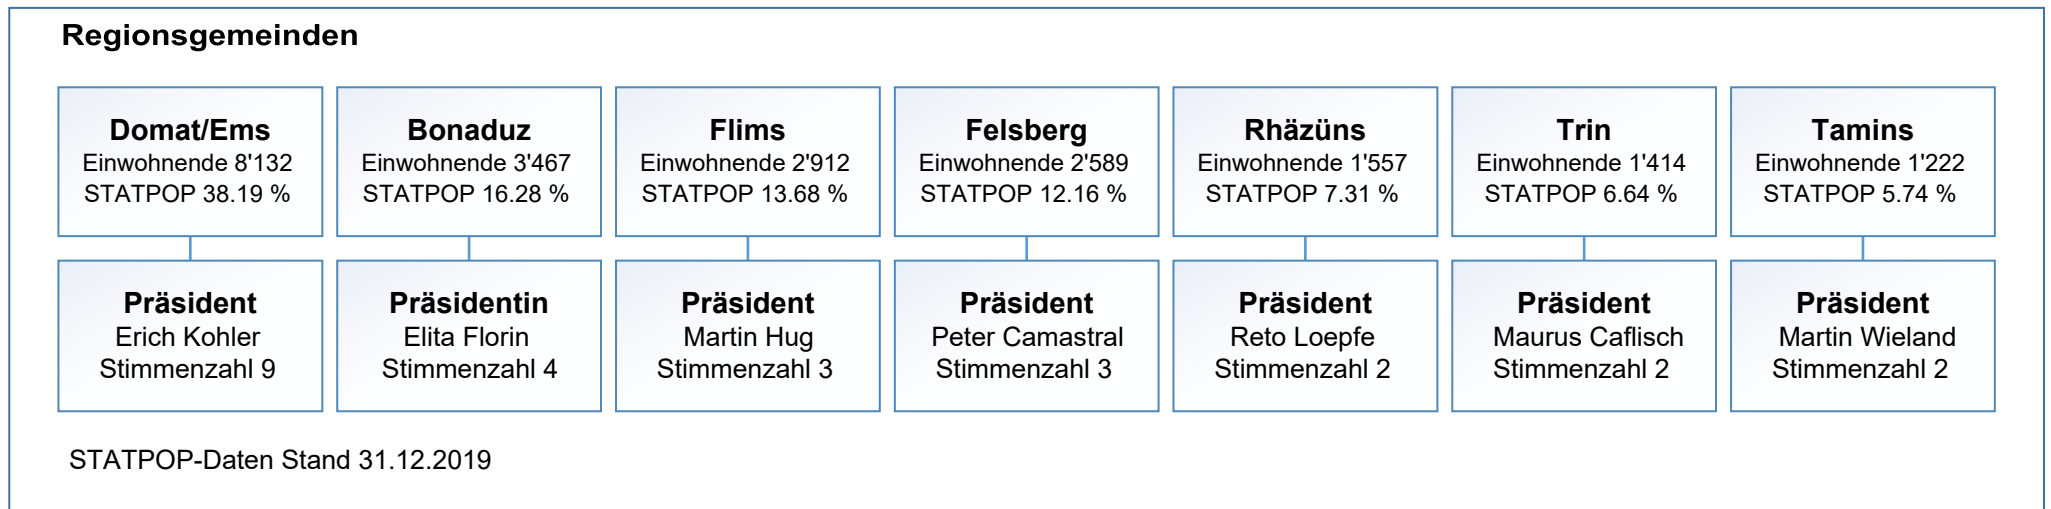 Regionsgemeinden
Domat/Ems
Einwohnende 8'132
STATPOP 38.19 %
Bonaduz
Einwohnende 3'467
STATPOP 16.28 %
Flims
Einwohnende 2'912
STATPOP 13.68 %
Felsberg
Einwohnende 2'589
STATPOP 12.16 %
Rhäzüns
Einwohnende 1'557
STATPOP 7.31 %
Trin
Einwohnende 1'414
STATPOP 6.64 %
Tamins
Einwohnende 1'222
STATPOP 5.74 %
Präsident
Erich Kohler
Stimmenzahl 9
Präsidentin
Elita Florin
Stimmenzahl 4
Präsident
Martin Hug
Stimmenzahl 3
Präsident
Peter Camastral
Stimmenzahl 3
Präsident
Reto Loepfe
Stimmenzahl 2
Präsident
Maurus Caflisch
Stimmenzahl 2
Präsident
Martin Wieland
Stimmenzahl 2
STATPOP-Daten Stand 31.12.2019